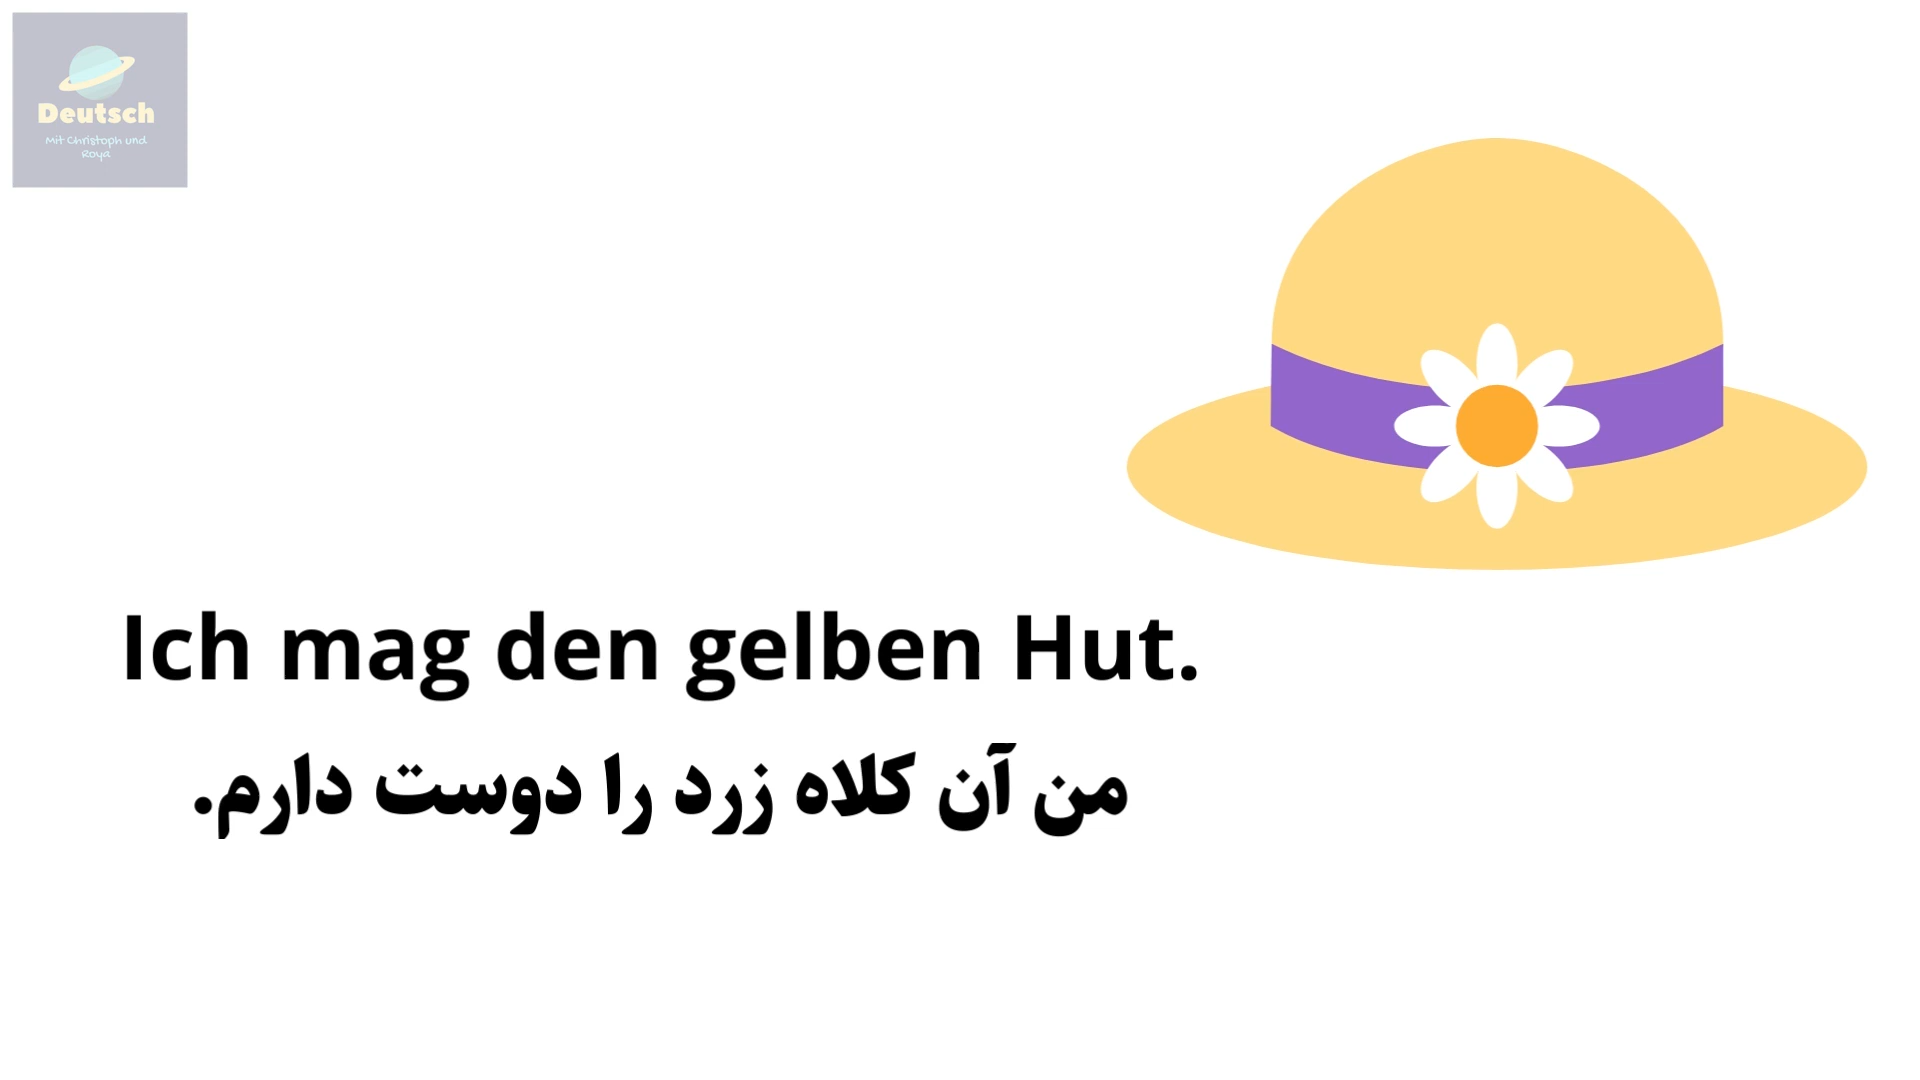 Deutsch
Mit Christoph und
Roya
Ich mag den gelben Hut.
من آن کلاه زرد را دوست دارم.